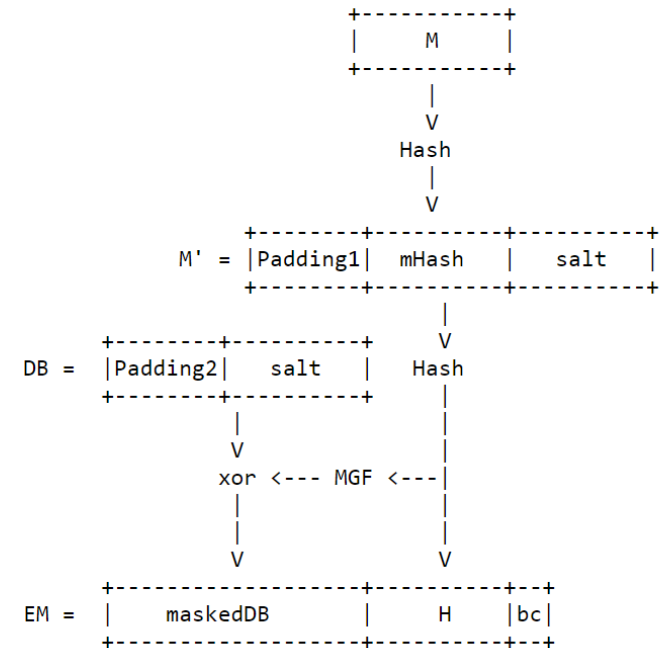 +-----------+
|     M     |
+-----------+
|
V
Hash
|
V
+--------+----------+----------+
M' = |Padding1|  mHash   |   salt   |
+--------+----------+----------+
|
+--------+----------+     V
DB =  |Padding2|   salt   |   Hash
+--------+----------+     |
|              |
V              |
xor <--- MGF <---|
|              |
|              |
V              V
+-------------------+----------+--+
EM =  |    maskedDB       |    H     |bc|
+-------------------+----------+--+